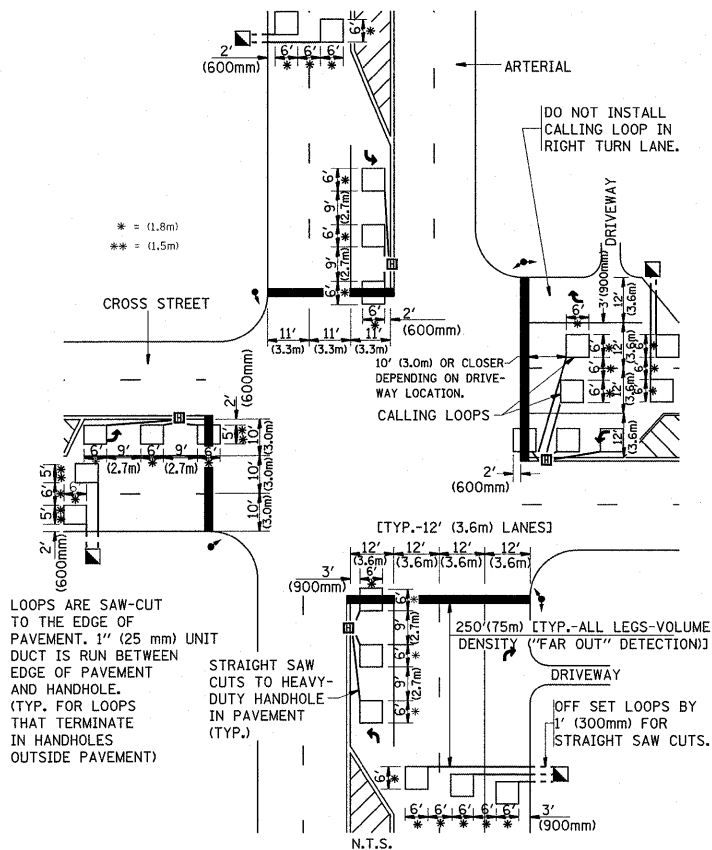 6'
✱
2'
(600mm)
6' 6' 6'
✱ ✱ ✱
ARTERIAL
DO NOT INSTALL
CALLING LOOP IN
RIGHT TURN LANE.
DRIVEWAY
✱ = (1.8m)
✱✱ = (1.5m)
6' ✱
9' (2.7m)
6' ✱
9' (2.7m)
6' ✱
H
CROSS STREET
6'
✱
2'
(600mm)
11' 11' 11'
(3.3m) (3.3m) (3.3m)
3' (900mm)
12'
(3.6m)
6'
✱
10' (3.0m) OR CLOSER
DEPENDING ON DRIVE-
WAY LOCATION.
6' ✱
12' (3.6m)
6' ✱
6' ✱
12' (3.6m)
6' ✱
6' ✱
CALLING LOOPS
12'
(3.6m)
H
2'
(600mm)
2'
(600mm)
H
5' ✱✱
10' (3.0m)
6' 9' 6' 9' 6'
✱ (2.7m) ✱ (2.7m) ✱
5' ✱✱
6'
✱
6' ✱
10' (3.0m)
5' ✱✱
10' (3.0m)
2'
(600mm)
[TYP.-12' (3.6m) LANES]
12' 12' 12' 12'
(3.6m) (3.6m) (3.6m) (3.6m)
3'
(900mm)
6'
✱
6' ✱
9' (2.7m)
6' ✱
9' (2.7m)
6' ✱
H
LOOPS ARE SAW-CUT
TO THE EDGE OF
PAVEMENT. 1" (25 mm) UNIT
DUCT IS RUN BETWEEN
EDGE OF PAVEMENT
AND HANDHOLE.
(TYP. FOR LOOPS
THAT TERMINATE
IN HANDHOLES
OUTSIDE PAVEMENT)
STRAIGHT SAW
CUTS TO HEAVY-
DUTY HANDHOLE
IN PAVEMENT
(TYP.)
250'(75m) [TYP.-ALL LEGS-VOLUME
DENSITY ("FAR OUT" DETECTION)]
DRIVEWAY
OFF SET LOOPS BY
1' (300mm) FOR
STRAIGHT SAW CUTS.
6' ✱
6' 6' 6' 6' 6'
✱ ✱ ✱ ✱ ✱
3'
(900mm)
N.T.S.